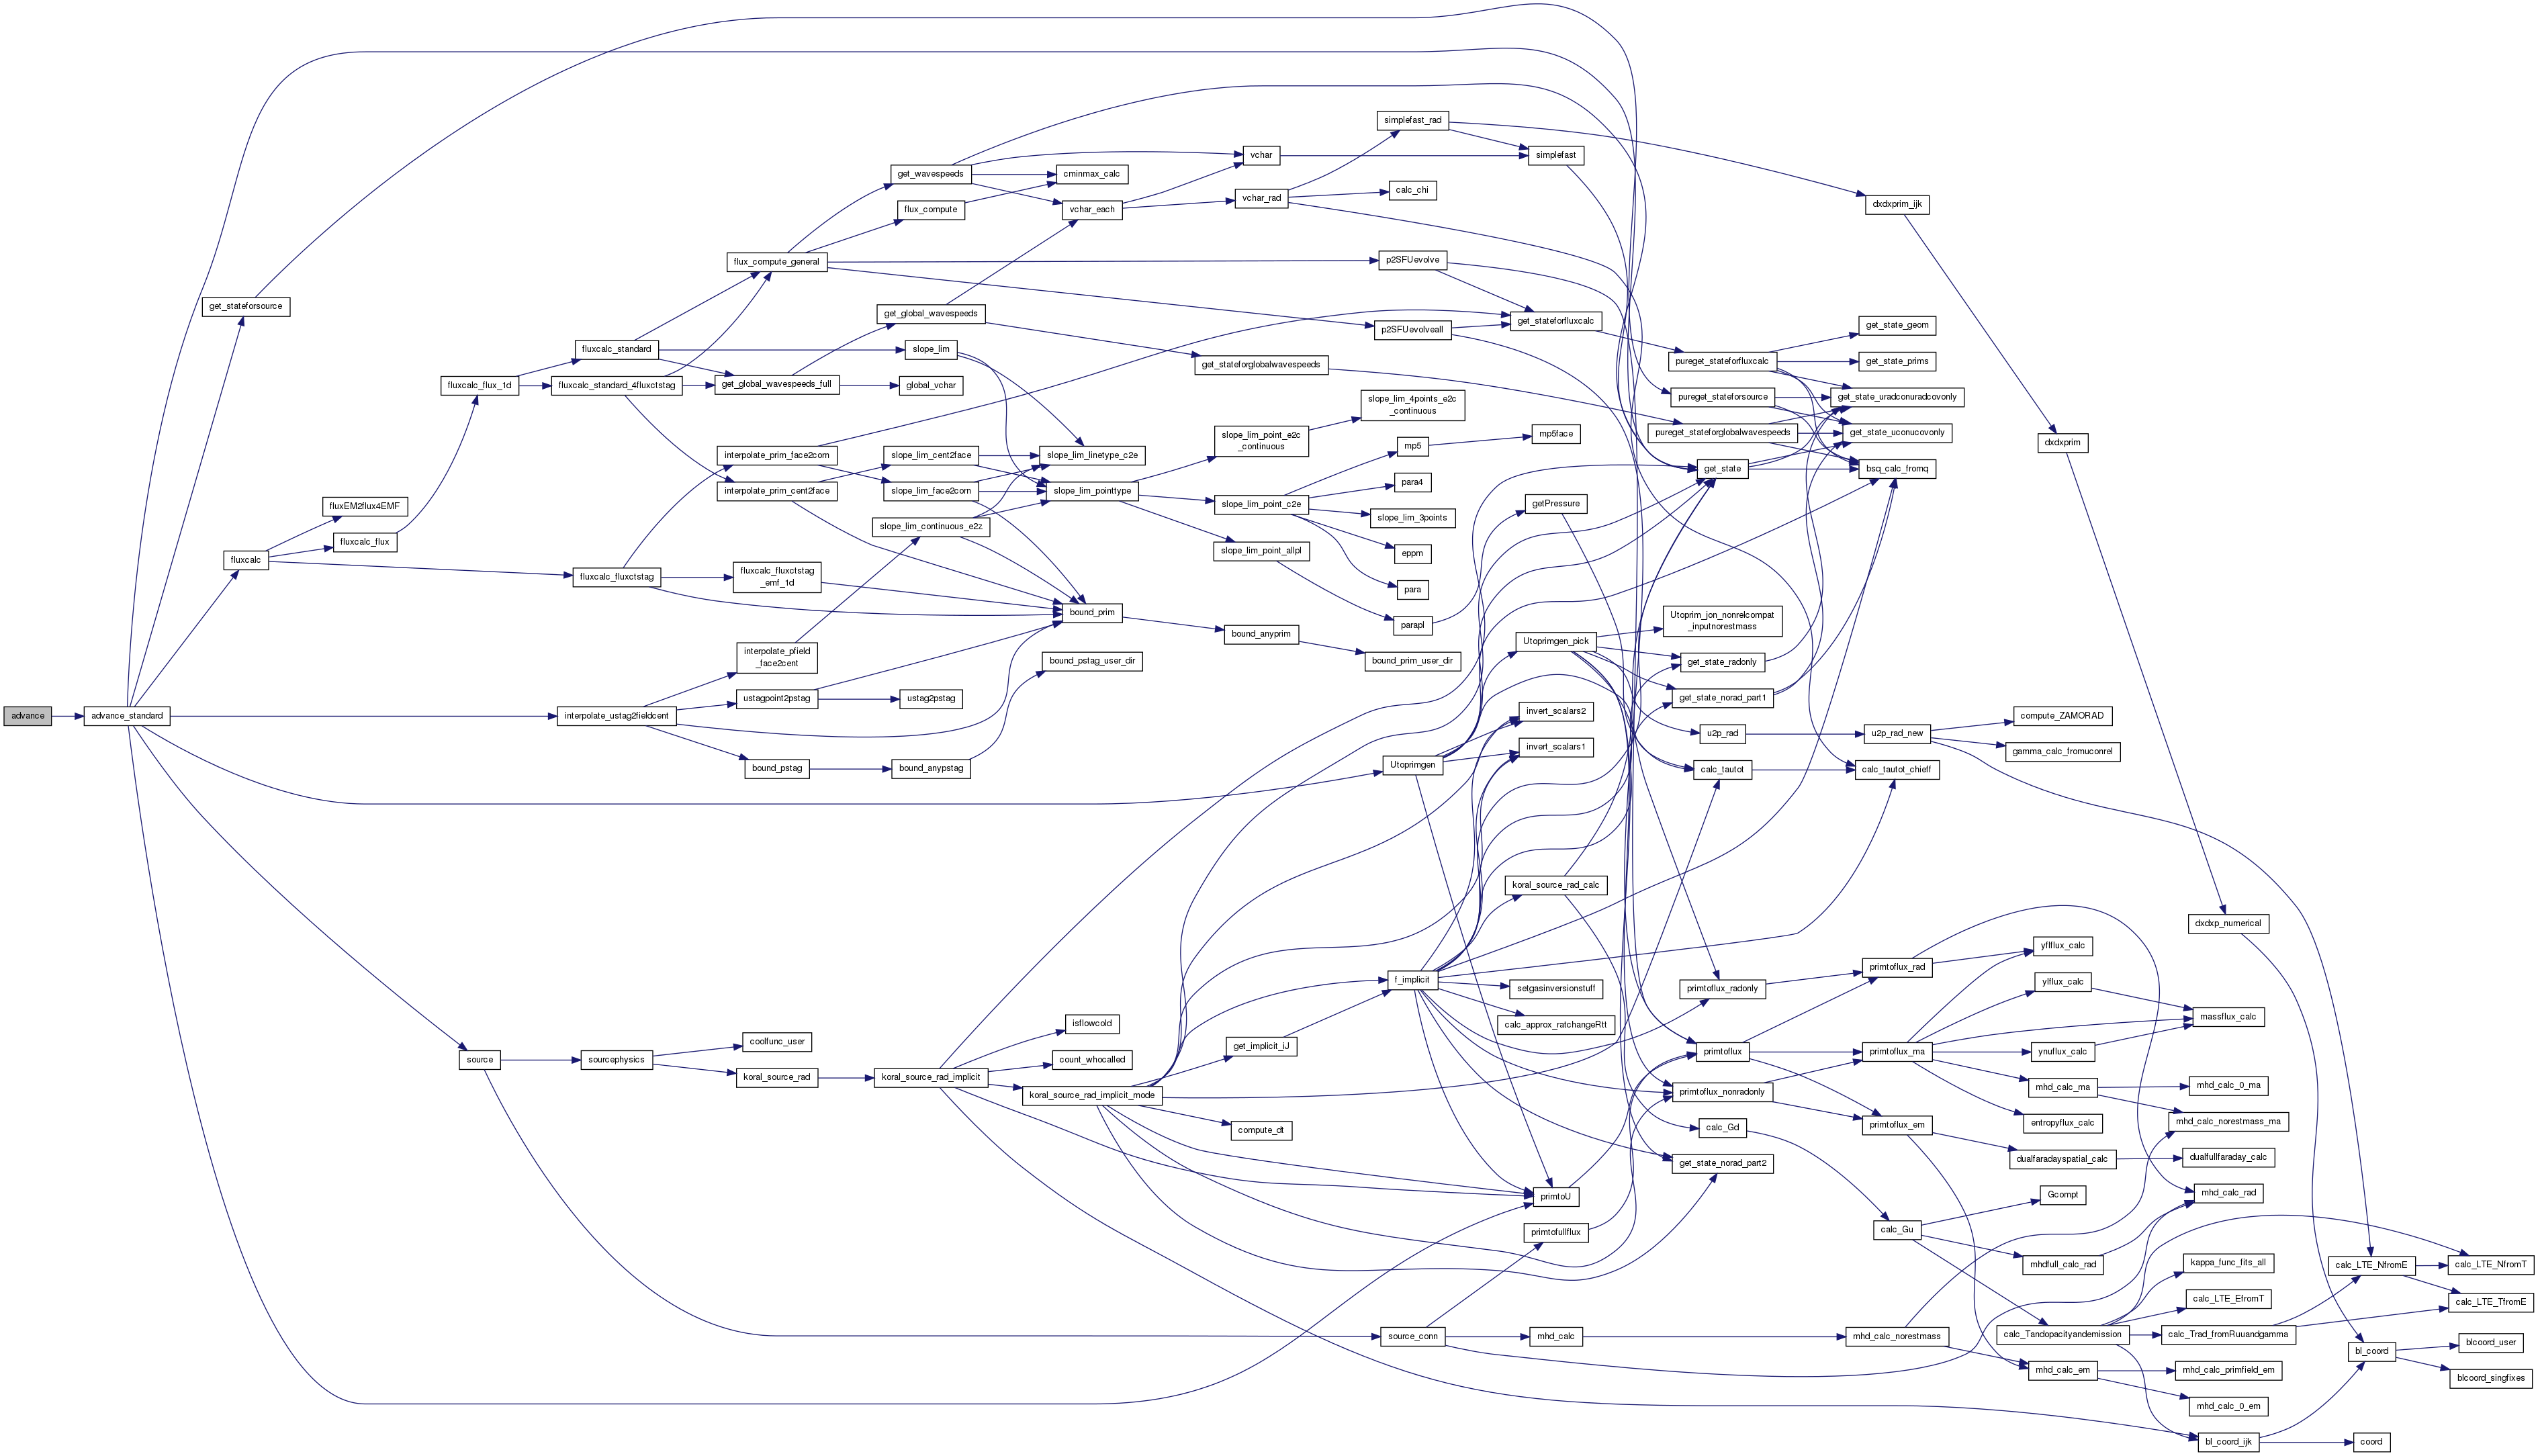 advance
advance_standard
get_stateforsource
fluxcalc
fluxEM2flux4EMF
fluxcalc_flux
fluxcalc_flux_1d
source
fluxcalc_standard
fluxcalc_standard_4fluxctstag
fluxcalc_fluxctstag
interpolate_ustag2fieldcent
sourcephysics
flux_compute_general
get_global_wavespeeds_full
interpolate_prim_face2corn
interpolate_prim_cent2face
fluxcalc_fluxctstag
_emf_1d
interpolate_pfield
_face2cent
ustagpoint2pstag
bound_pstag
coolfunc_user
koral_source_rad
get_wavespeeds
flux_compute
get_global_wavespeeds
slope_lim
global_vchar
slope_lim_cent2face
slope_lim_face2corn
slope_lim_continuous_e2z
ustag2pstag
bound_anypstag
koral_source_rad_implicit
cminmax_calc
vchar_each
slope_lim_linetype_c2e
slope_lim_pointtype
bound_prim
bound_pstag_user_dir
isflowcold
count_whocalled
koral_source_rad_implicit_mode
vchar
vchar_rad
get_stateforglobalwavespeeds
slope_lim_point_e2c
_continuous
slope_lim_point_c2e
slope_lim_point_allpl
bound_anyprim
get_implicit_iJ
compute_dt
simplefast_rad
calc_chi
p2SFUevolve
p2SFUevolveall
slope_lim_4points_e2c
_continuous
mp5
para4
slope_lim_3points
eppm
para
parapl
bound_prim_user_dir
Utoprimgen
f_implicit
source_conn
simplefast
get_stateforfluxcalc
mp5face
getPressure
Utoprimgen_pick
invert_scalars2
invert_scalars1
koral_source_rad_calc
setgasinversionstuff
calc_approx_ratchangeRtt
primtoU
primtofullflux
mhd_calc
pureget_stateforfluxcalc
pureget_stateforsource
pureget_stateforglobalwavespeeds
get_state
Utoprim_jon_nonrelcompat
_inputnorestmass
get_state_radonly
get_state_norad_part1
u2p_rad
calc_tautot
primtoflux_radonly
primtoflux
primtoflux_nonradonly
calc_Gd
get_state_norad_part2
dxdxprim_ijk
get_state_geom
get_state_prims
get_state_uradconuradcovonly
get_state_uconucovonly
bsq_calc_fromq
u2p_rad_new
calc_tautot_chieff
primtoflux_rad
primtoflux_ma
primtoflux_em
calc_Gu
mhd_calc_norestmass
dxdxprim
compute_ZAMORAD
gamma_calc_fromuconrel
yflflux_calc
ylflux_calc
ynuflux_calc
mhd_calc_ma
entropyflux_calc
dualfaradayspatial_calc
Gcompt
mhdfull_calc_rad
calc_Tandopacityandemission
mhd_calc_em
dxdxp_numerical
massflux_calc
mhd_calc_0_ma
mhd_calc_norestmass_ma
dualfullfaraday_calc
mhd_calc_rad
kappa_func_fits_all
calc_LTE_EfromT
calc_Trad_fromRuuandgamma
mhd_calc_primfield_em
mhd_calc_0_em
bl_coord_ijk
calc_LTE_NfromE
bl_coord
coord
calc_LTE_NfromT
calc_LTE_TfromE
blcoord_user
blcoord_singfixes